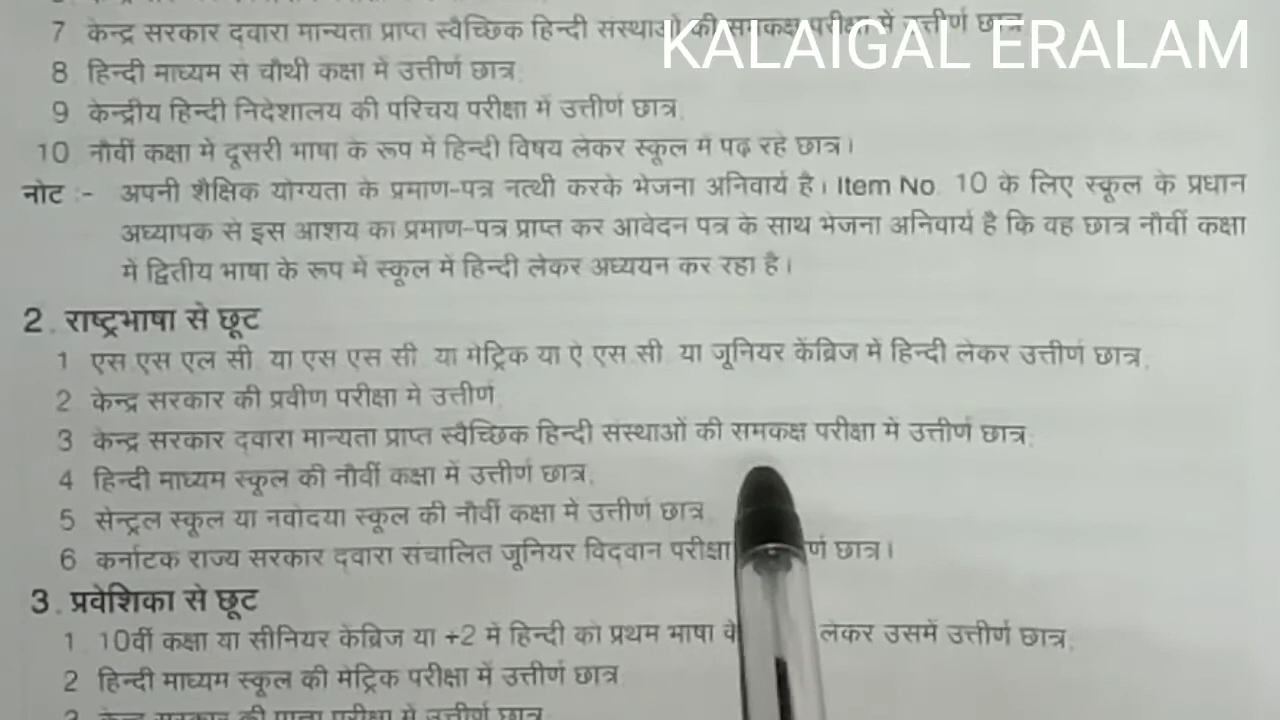 7 केन्द्र सरकार द्वारा मान्यता प्राप्त स्वैच्छिक हिन्दी संस्थाओं की समकक्ष परीक्षा में उत्तीर्ण छात्र
KALAIGAL ERALAM
8 हिन्दी माध्यम से चौथी कक्षा में उत्तीर्ण छात्र.
9 केन्द्रीय हिन्दी निदेशालय की परिचय परीक्षा में उत्तीर्ण छात्र.
10 नौवीं कक्षा में दूसरी भाषा के रूप में हिन्दी विषय लेकर स्कूल में पढ़ रहे छात्र।
नोट :- अपनी शैक्षिक योग्यता के प्रमाण-पत्र नत्थी करके भेजना अनिवार्य है। Item No. 10 के लिए स्कूल के प्रधान
अध्यापक से इस आशय का प्रमाण-पत्र प्राप्त कर आवेदन पत्र के साथ भेजना अनिवार्य है कि वह छात्र नौवीं कक्षा
में द्वितीय भाषा के रूप में स्कूल में हिन्दी लेकर अध्ययन कर रहा है।
2. राष्ट्रभाषा से छूट
1 एस एस एल सी. या एस एस सी. या मेट्रिक या ऐ एस सी. या जूनियर केंब्रिज में हिन्दी लेकर उत्तीर्ण छात्र.
2 केन्द्र सरकार की प्रवीण परीक्षा मे उत्तीर्ण.
3 केन्द्र सरकार द्वारा मान्यता प्राप्त स्वैच्छिक हिन्दी संस्थाओं की समकक्ष परीक्षा में उत्तीर्ण छात्र.
4 हिन्दी माध्यम स्कूल की नौवीं कक्षा में उत्तीर्ण छात्र.
5 सेन्ट्रल स्कूल या नवोदया स्कूल की नौवीं कक्षा मे उत्तीर्ण छात्र.
6 कर्नाटक राज्य सरकार द्वारा संचालित जूनियर विद्वान परीक्षा छात्र।
3. प्रवेशिका से छूट
1. 10वीं कक्षा या सीनियर केंब्रिज या +2 में हिन्दी को प्रथम भाषा लेकर उसमें उत्तीर्ण छात्र.
2 हिन्दी माध्यम स्कूल की मेट्रिक परीक्षा में उत्तीर्ण छात्र